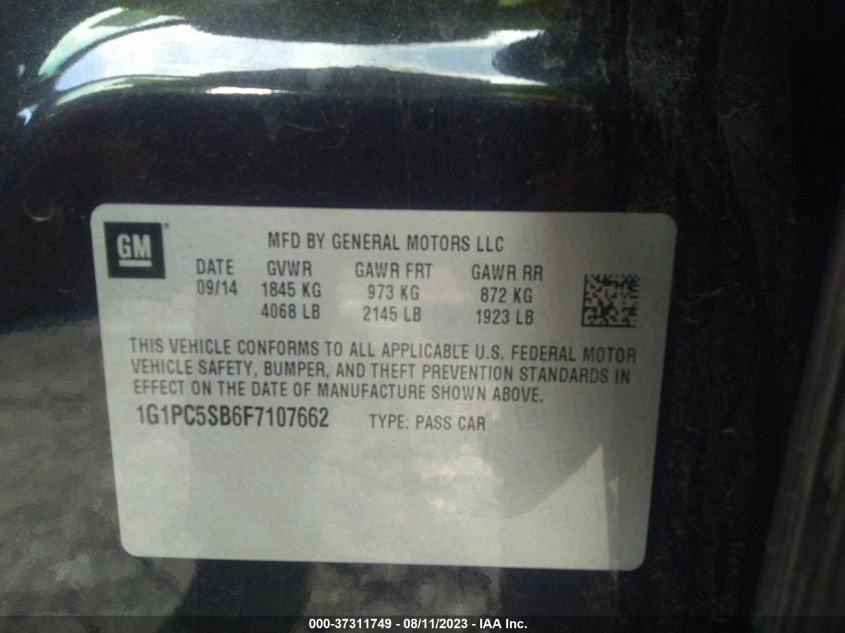 GM ®
MFD BY GENERAL MOTORS LLC
DATE GVWR GAWR FRT GAWR RR
09/14 1845 KG 973 KG 872 KG
4068 LB 2145 LB 1923 LB
THIS VEHICLE CONFORMS TO ALL APPLICABLE U.S. FEDERAL MOTOR
VEHICLE SAFETY, BUMPER, AND THEFT PREVENTION STANDARDS IN
EFFECT ON THE DATE OF MANUFACTURE SHOWN ABOVE.
1G1PC5SB6F7107662 TYPE: PASS CAR
000-37311749 - 08/11/2023 - IAA Inc.